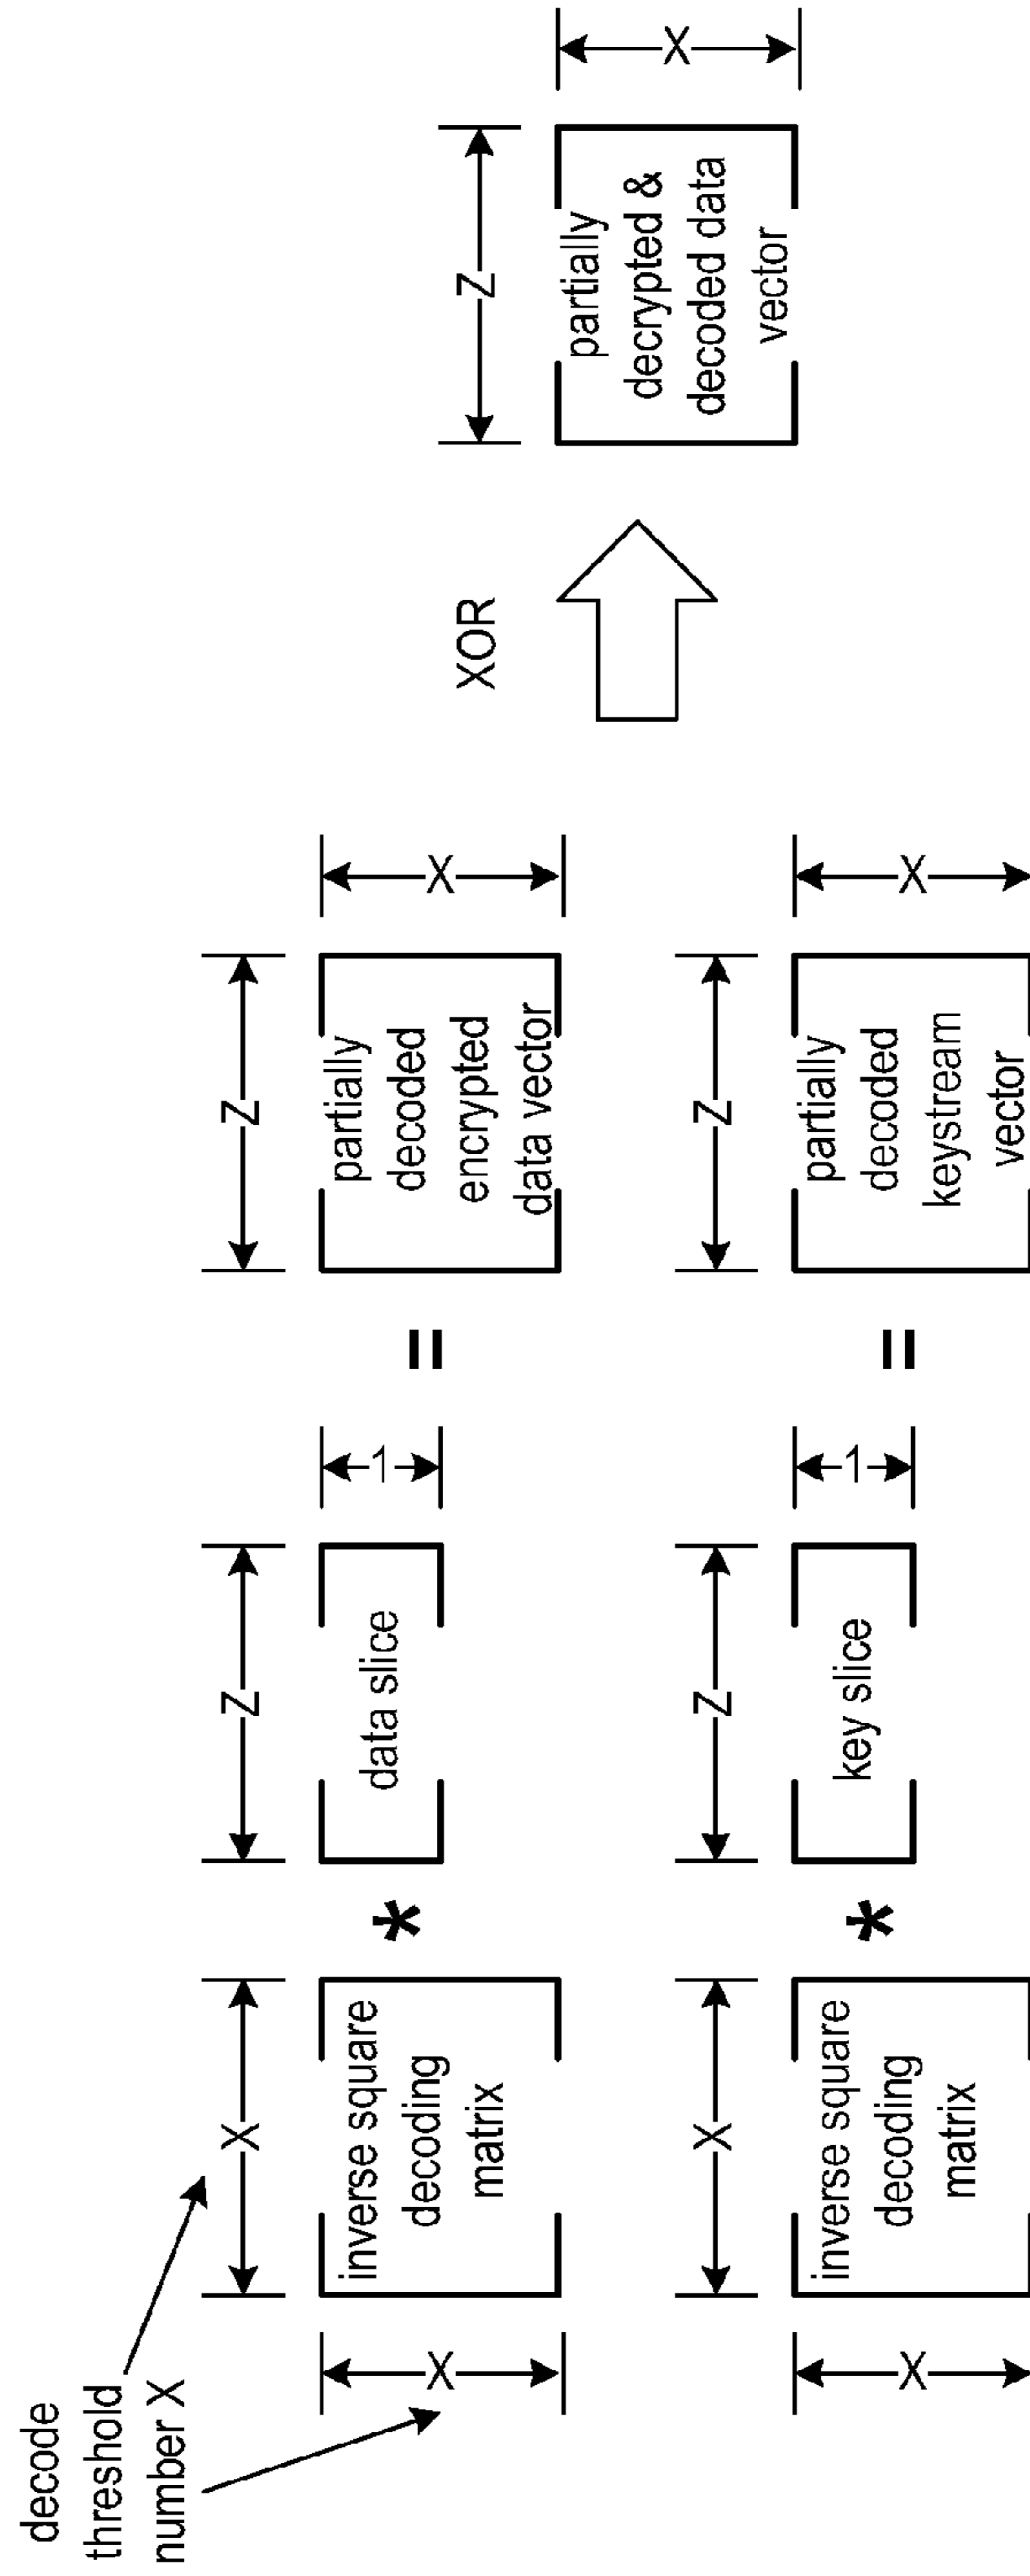 decode
threshold
number X
X
X
inverse square
decoding
matrix
*
Z
data slice
1
=
Z
partially
decoded
encrypted
data vector
X
X
X
inverse square
decoding
matrix
*
Z
key slice
1
=
Z
partially
decoded
keystream
vector
X
XOR
Z
partially
decrypted &
decoded data
vector
X